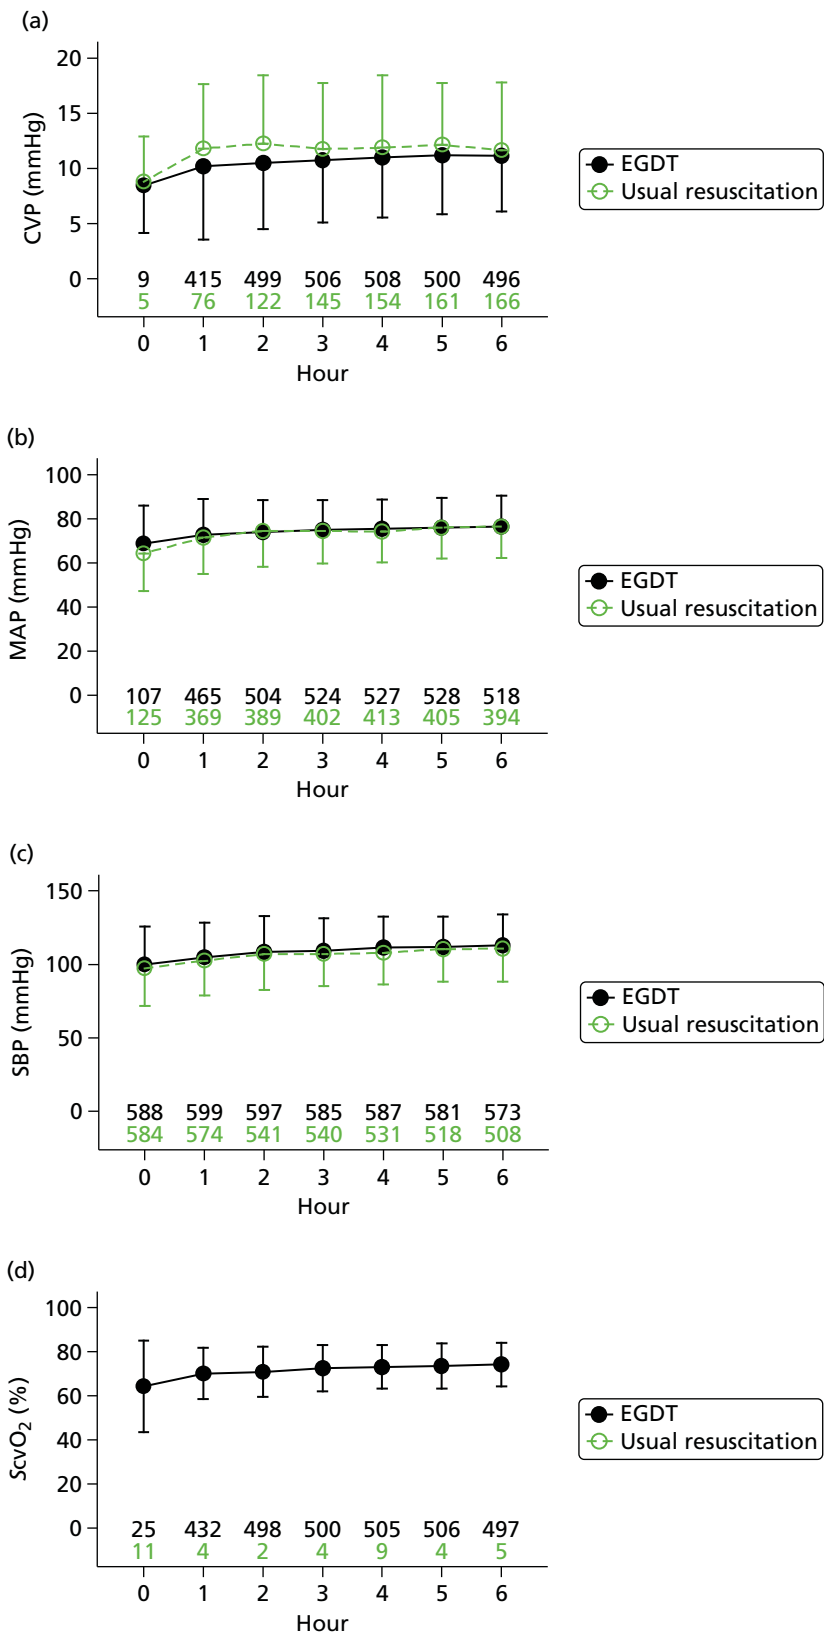 (a)
CVP (mmHg)
20
15
10
5
0
9 415 499 506 508 500 496
5 76 122 145 154 161 166
0 1 2 3 4 5 6
Hour
EGDT
Usual resuscitation
(b)
MAP (mmHg)
100
80
60
40
20
0
107 465 504 524 527 528 518
125 369 389 402 413 405 394
0 1 2 3 4 5 6
Hour
EGDT
Usual resuscitation
(c)
SBP (mmHg)
150
100
50
0
588 599 597 585 587 581 573
584 574 541 540 531 518 508
0 1 2 3 4 5 6
Hour
EGDT
Usual resuscitation
(d)
ScvO₂ (%)
100
80
60
40
20
0
25 432 498 500 505 506 497
11 4 2 4 9 4 5
0 1 2 3 4 5 6
Hour
EGDT
Usual resuscitation